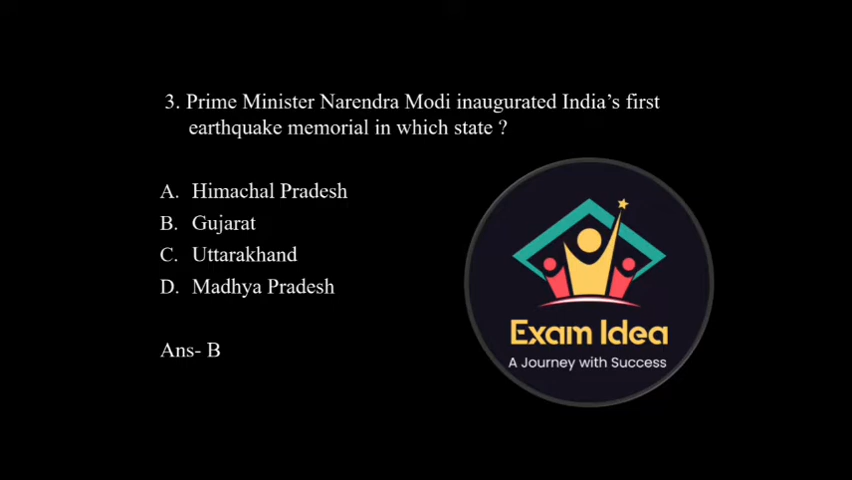 3. Prime Minister Narendra Modi inaugurated India's first
earthquake memorial in which state ?
A. Himachal Pradesh
B. Gujarat
C. Uttarakhand
D. Madhya Pradesh
Ans- B
Exam Idea
A Journey with Success